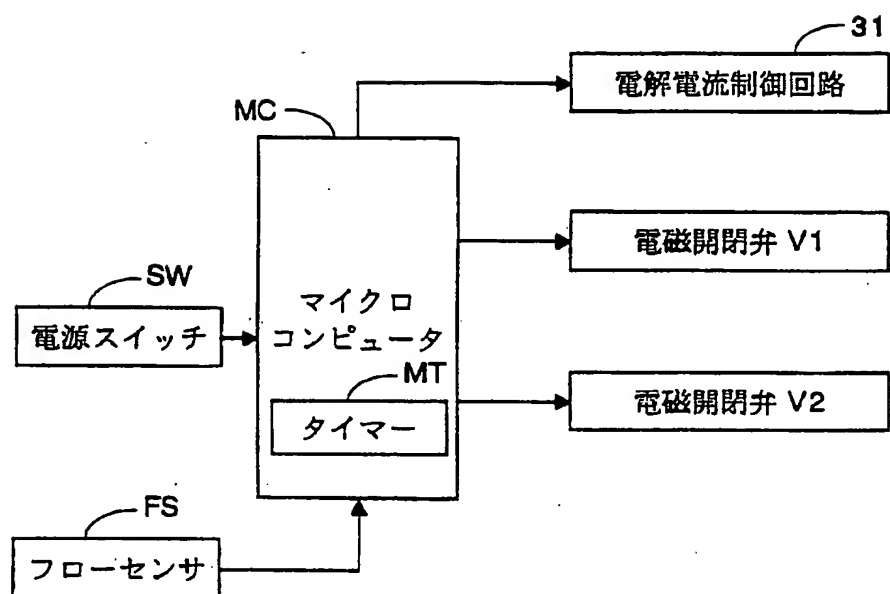 31
電解電流制御回路
MC
電磁開閉弁 V1
SW
電源スイッチ
マイクロ
コンピュータ
MT
タイマー
電磁開閉弁 V2
FS
フローセンサ